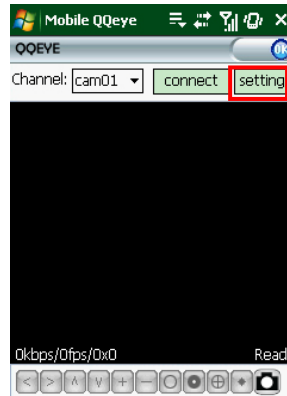 Mobile QQeye
QQEYE
Channel: cam01 connect setting
0kbps/0fps/0x0 Read
< > ∧ ∨ + −